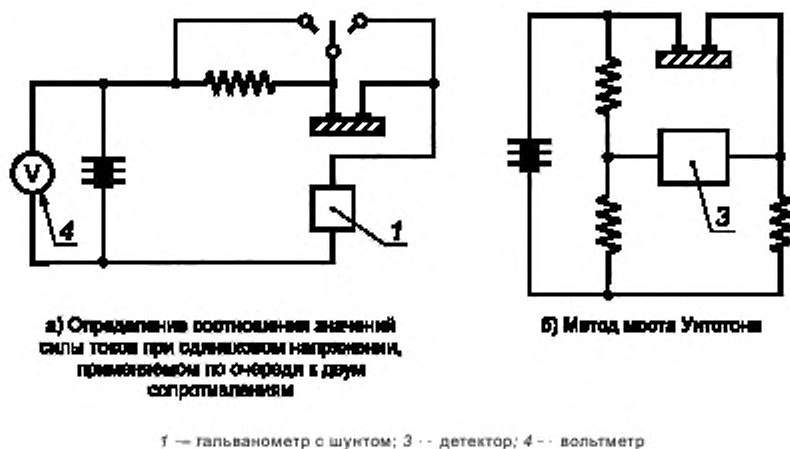 V
4
1
3
а) Определение соотношения значений
силы токов при одинаковом напряжении,
применяемом по очереди к двум
сопротивлениям
б) Метод моста Уитстона
1 — гальванометр с шунтом; 3 -- детектор; 4 -- вольтметр